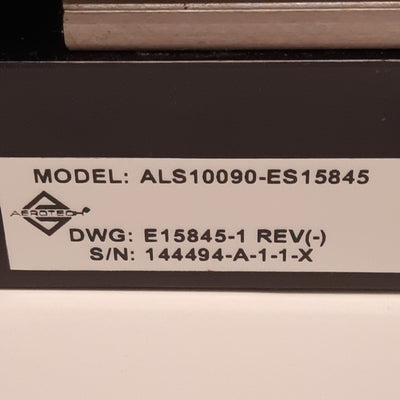 MODEL: ALS10090-ES15845
AEROTECH
DWG: E15845-1 REV(-)
S/N: 144494-A-1-1-X